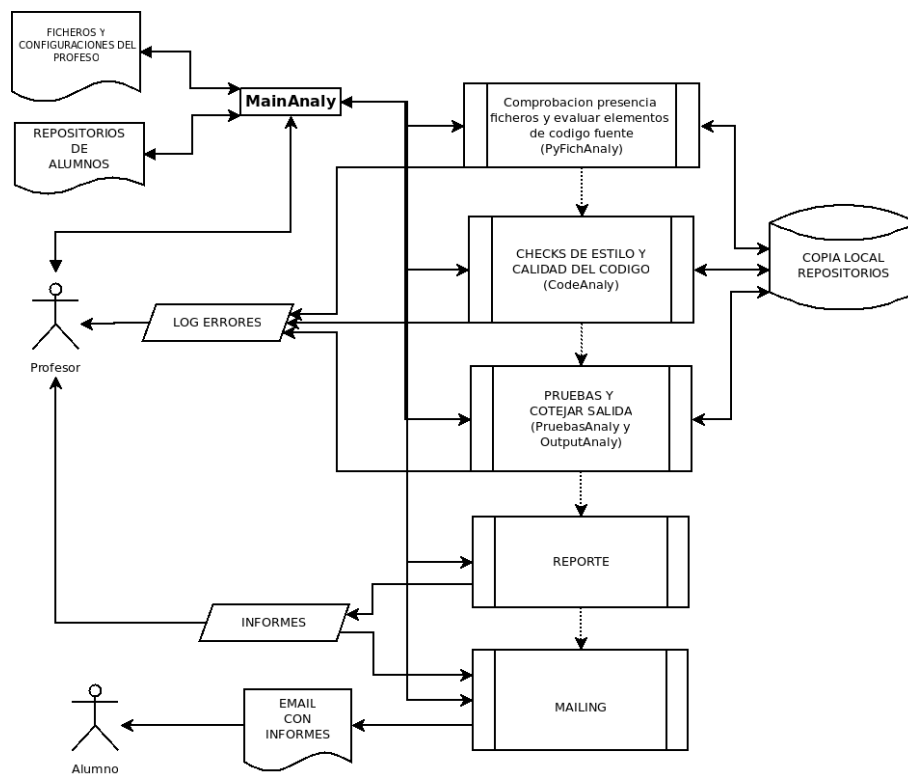 FICHEROS Y
CONFIGURACIONES DEL
PROFESO
MainAnaly
REPOSITORIOS
DE
ALUMNOS
Comprobacion presencia
ficheros y evaluar elementos
de codigo fuente
(PyFichAnaly)
CHECKS DE ESTILO Y
CALIDAD DEL CODIGO
(CodeAnaly)
COPIA LOCAL
REPOSITORIOS
LOG ERRORES
Profesor
PRUEBAS Y
COTEJAR SALIDA
(PruebasAnaly y
OutputAnaly)
REPORTE
INFORMES
MAILING
EMAIL
CON
INFORMES
Alumno